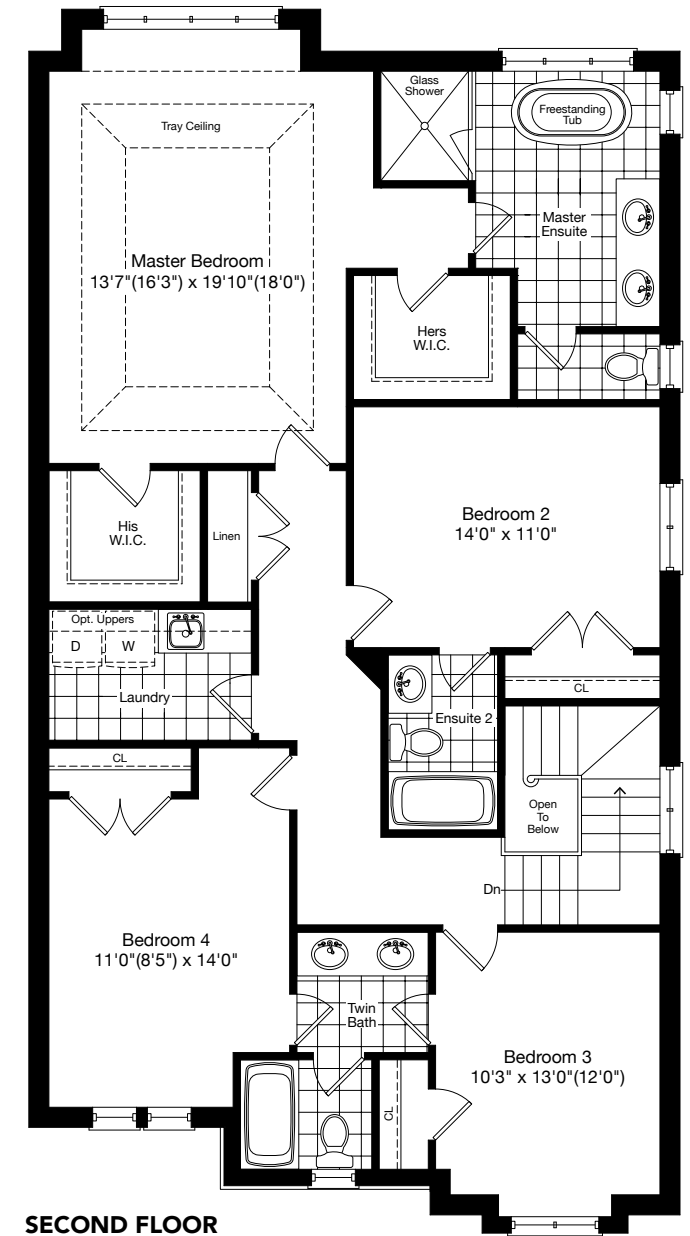 Glass
Shower
Freestanding
Tub
Tray Ceiling
Master
Ensuite
Master Bedroom
13'7"(16'3") x 19'10"(18'0")
Hers
W.I.C.
His
W.I.C.
Linen
Bedroom 2
14'0" x 11'0"
Opt. Uppers
D
W
Laundry
CL
Ensuite 2
CL
Open
To
Below
Dn
Bedroom 4
11'0"(8'5") x 14'0"
Twin
Bath
Bedroom 3
10'3" x 13'0"(12'0")
CL
SECOND FLOOR